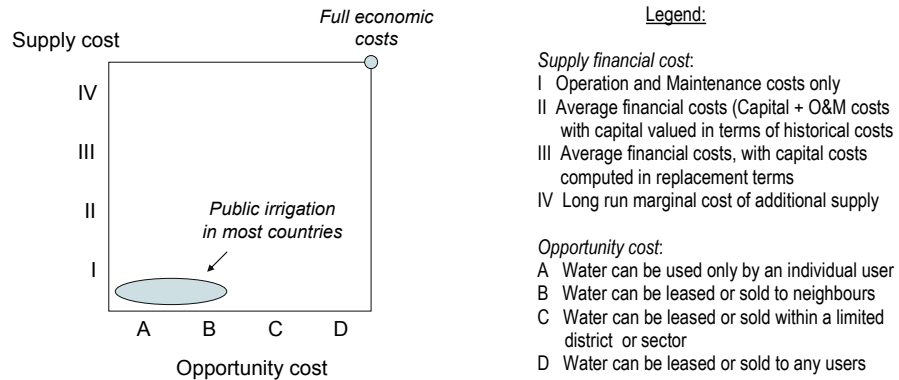 Full economic
costs
Supply cost
IV
III
II
I
Public irrigation
in most countries
A B C D
Opportunity cost
Legend:
Supply financial cost:
I Operation and Maintenance costs only
II Average financial costs (Capital + O&M costs
with capital valued in terms of historical costs
III Average financial costs, with capital costs
computed in replacement terms
IV Long run marginal cost of additional supply
Opportunity cost:
A Water can be used only by an individual user
B Water can be leased or sold to neighbours
C Water can be leased or sold within a limited
district or sector
D Water can be leased or sold to any users